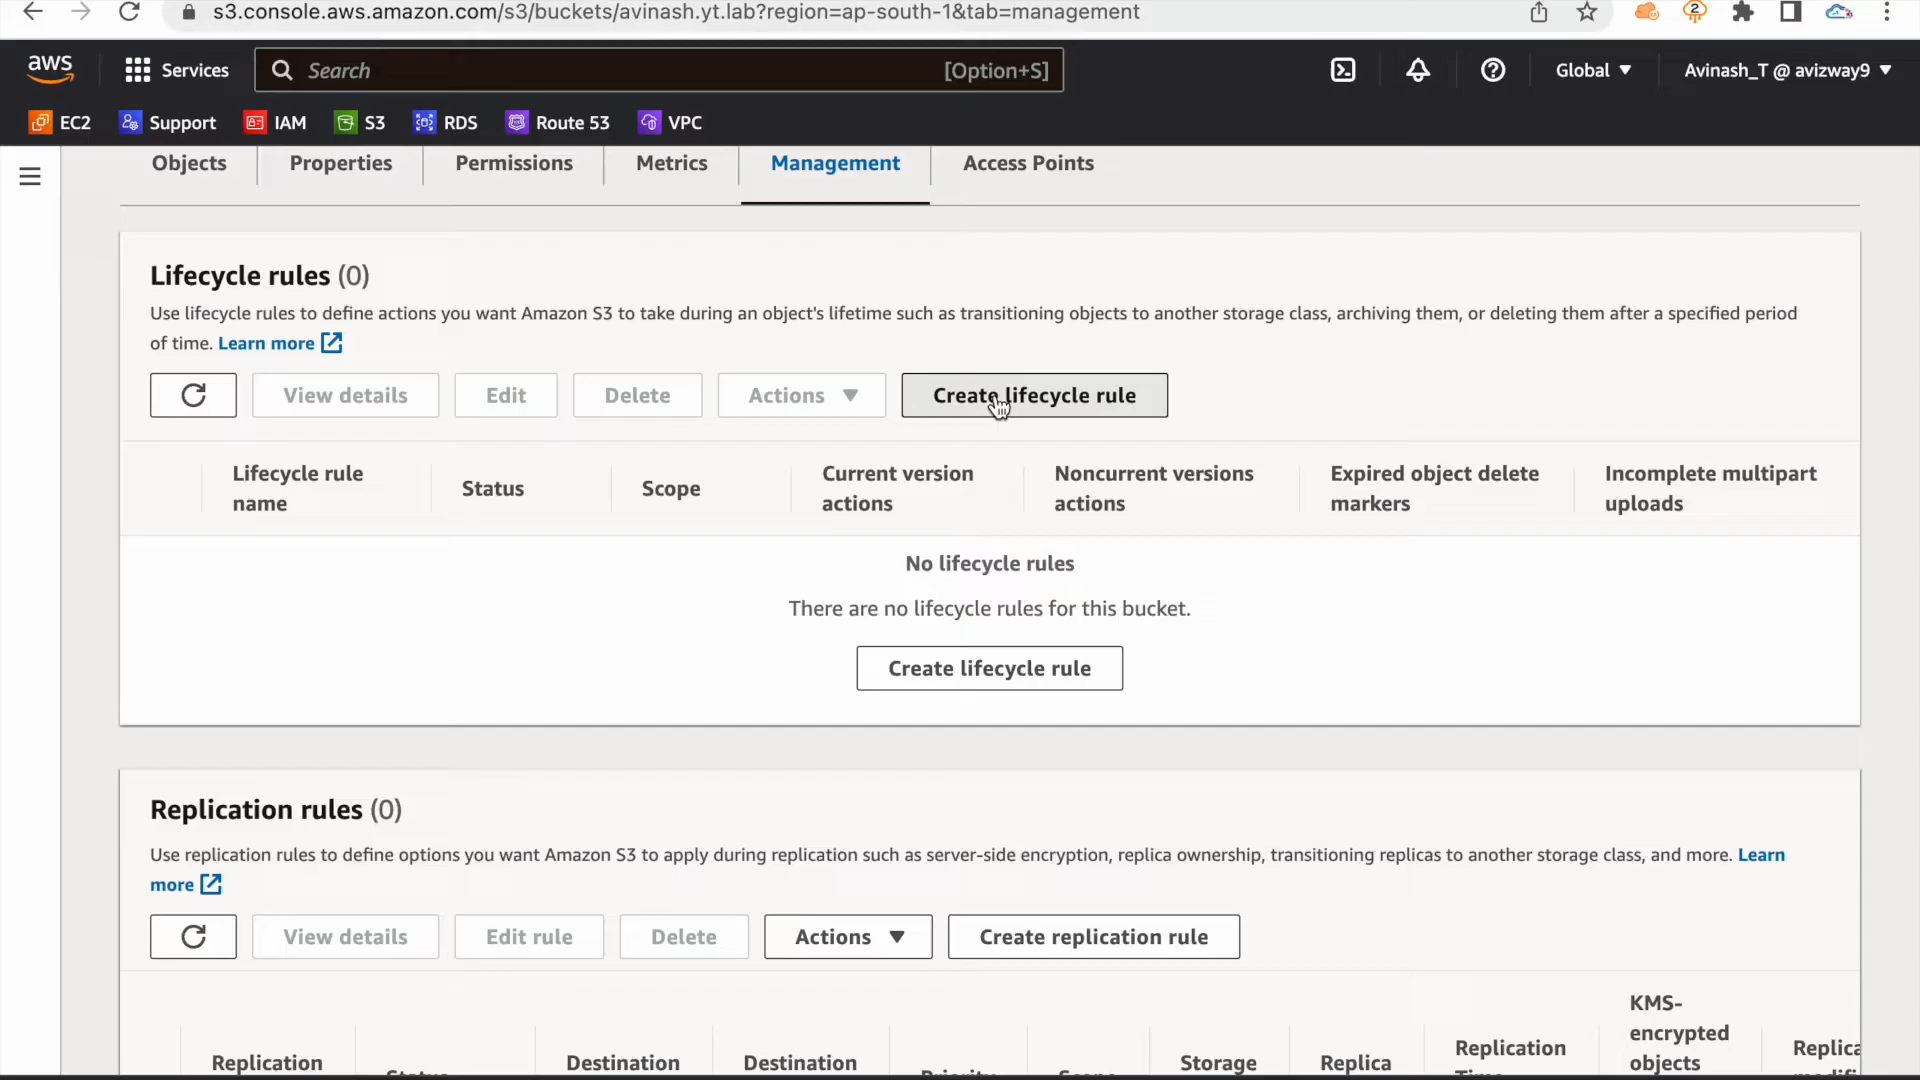 s3.console.aws.amazon.com/s3/buckets/avinash.yt.lab?region=ap-south-1&tab=management
2
aws Services Search [Option+S] Global Avinash_T @ avizway9
EC2 Support IAM S3 RDS Route 53 VPC
Objects Properties Permissions Metrics Management Access Points
Lifecycle rules (0)
Use lifecycle rules to define actions you want Amazon S3 to take during an object's lifetime such as transitioning objects to another storage class, archiving them, or deleting them after a specified period
of time. Learn more
View details Edit Delete Actions Create lifecycle rule
Lifecycle rule name Status Scope Current version actions Noncurrent versions actions Expired object delete markers Incomplete multipart uploads
No lifecycle rules
There are no lifecycle rules for this bucket.
Create lifecycle rule
Replication rules (0)
Use replication rules to define options you want Amazon S3 to apply during replication such as server-side encryption, replica ownership, transitioning replicas to another storage class, and more. Learn
more
View details Edit rule Delete Actions Create replication rule
KMS-
encrypted
Replication Destination Destination Storage Replica Replication objects